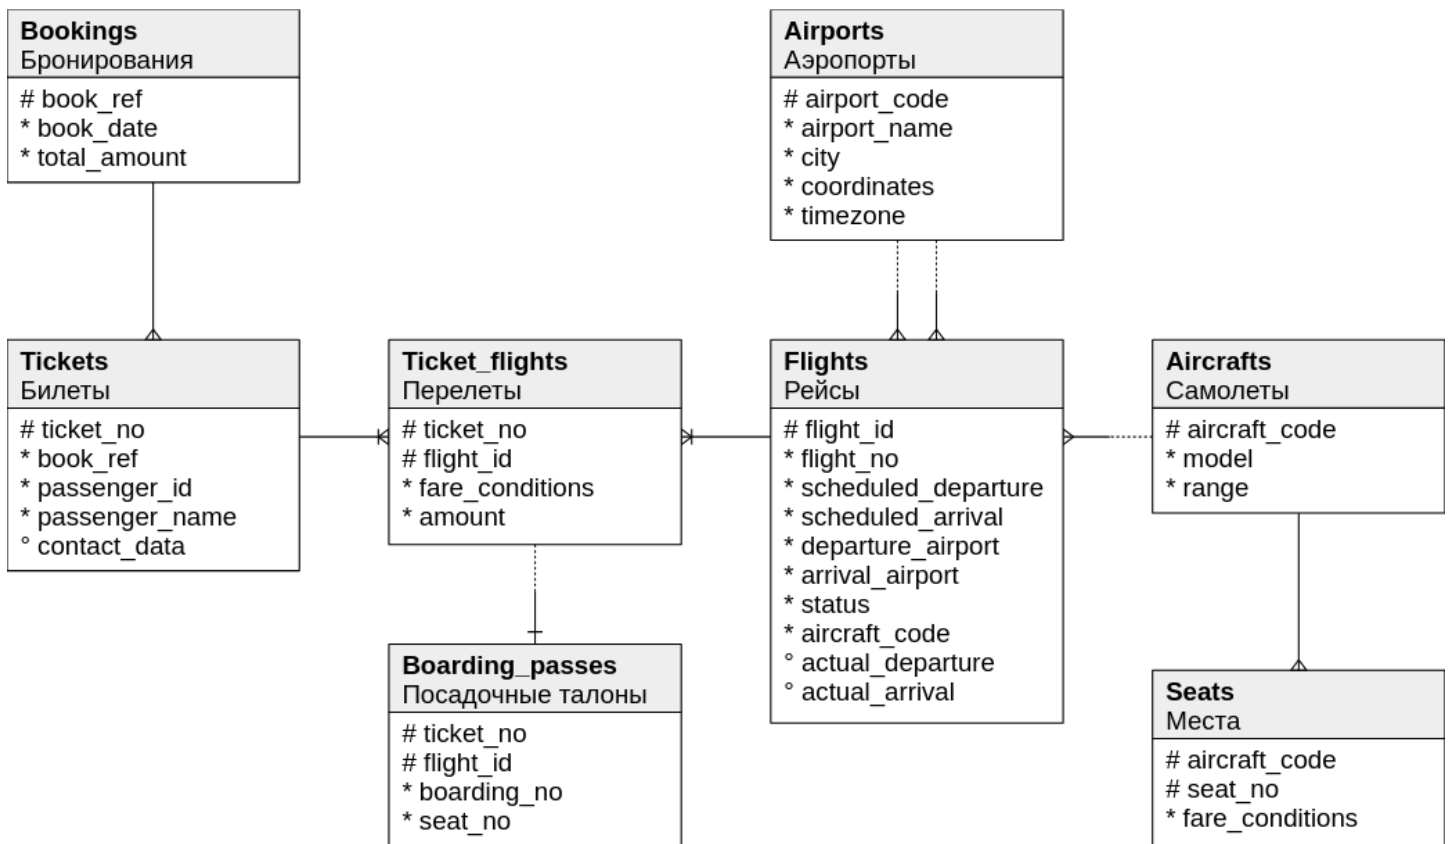 Bookings
Бронирования
# book_ref
* book_date
* total_amount
Airports
Аэропорты
# airport_code
* airport_name
* city
* coordinates
* timezone
Tickets
Билеты
# ticket_no
* book_ref
* passenger_id
* passenger_name
° contact_data
Ticket_flights
Перелеты
# ticket_no
# flight_id
* fare_conditions
* amount
Flights
Рейсы
# flight_id
* flight_no
* scheduled_departure
* scheduled_arrival
* departure_airport
* arrival_airport
* status
* aircraft_code
° actual_departure
° actual_arrival
Aircrafts
Самолеты
# aircraft_code
* model
* range
Boarding_passes
Посадочные талоны
# ticket_no
# flight_id
* boarding_no
* seat_no
Seats
Места
# aircraft_code
# seat_no
* fare_conditions